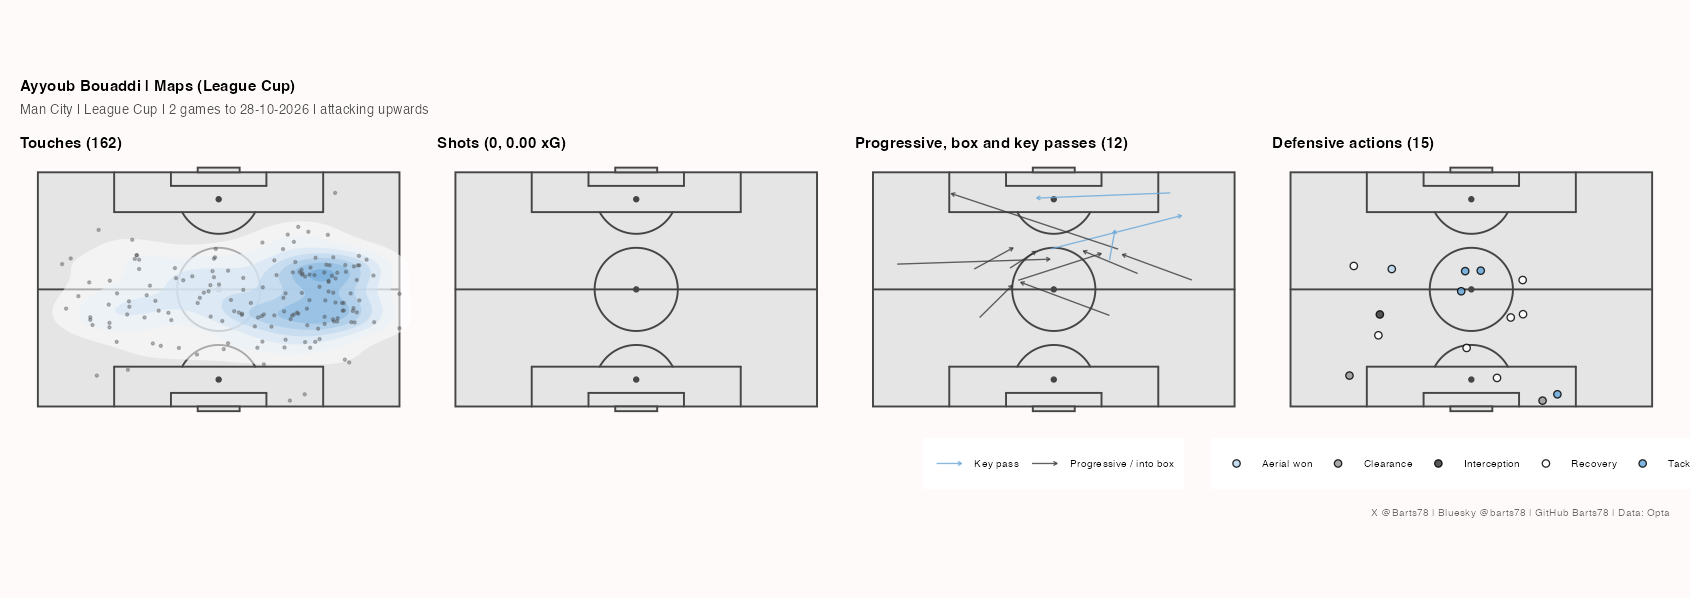 Ayyoub Bouaddi | Maps (League Cup)
Man City | League Cup | 2 games to 28-10-2026 | attacking upwards
Touches (162)
Shots (0, 0.00 xG)
Progressive, box and key passes (12)
Defensive actions (15)
Key pass
Progressive / into box
Aerial won
Clearance
Interception
Recovery
Tack
X @Barts78 | Bluesky @barts78 | GitHub Barts78 | Data: Opta